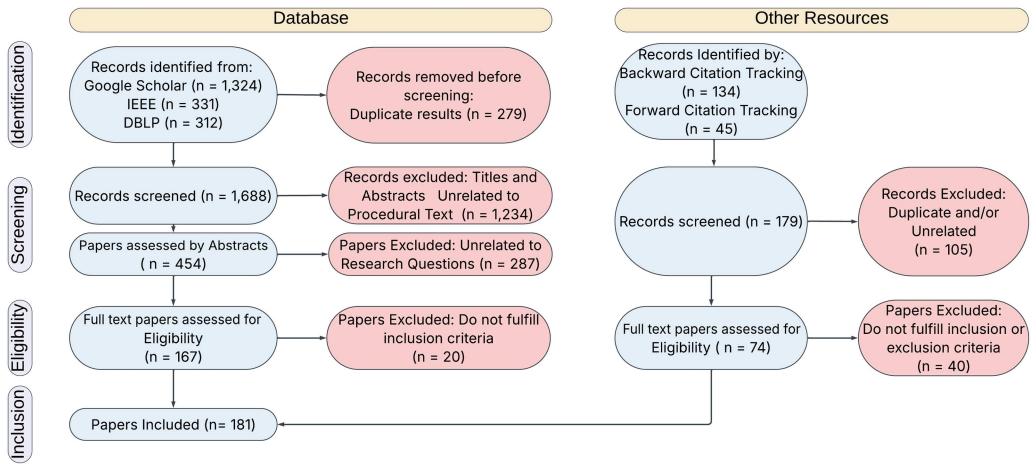 Database
Other Resources
Identification
Records identified from:
Google Scholar (n = 1,324)
IEEE (n = 331)
DBLP (n = 312)
Records removed before
screening:
Duplicate results (n = 279)
Records Identified by:
Backward Citation Tracking
(n = 134)
Forward Citation Tracking
(n = 45)
Screening
Records screened (n = 1,688)
Records excluded: Titles and
Abstracts Unrelated to
Procedural Text (n = 1,234)
Papers assessed by Abstracts
( n = 454)
Papers Excluded: Unrelated to
Research Questions (n = 287)
Records screened (n = 179)
Records Excluded:
Duplicate and/or
Unrelated
(n = 105)
Eligibility
Full text papers assessed for
Eligibility
(n = 167)
Papers Excluded: Do not fulfill
inclusion criteria
(n = 20)
Full text papers assessed for
Eligibility ( n = 74)
Papers Excluded:
Do not fulfill inclusion or
exclusion criteria
(n = 40)
Inclusion
Papers Included (n= 181)